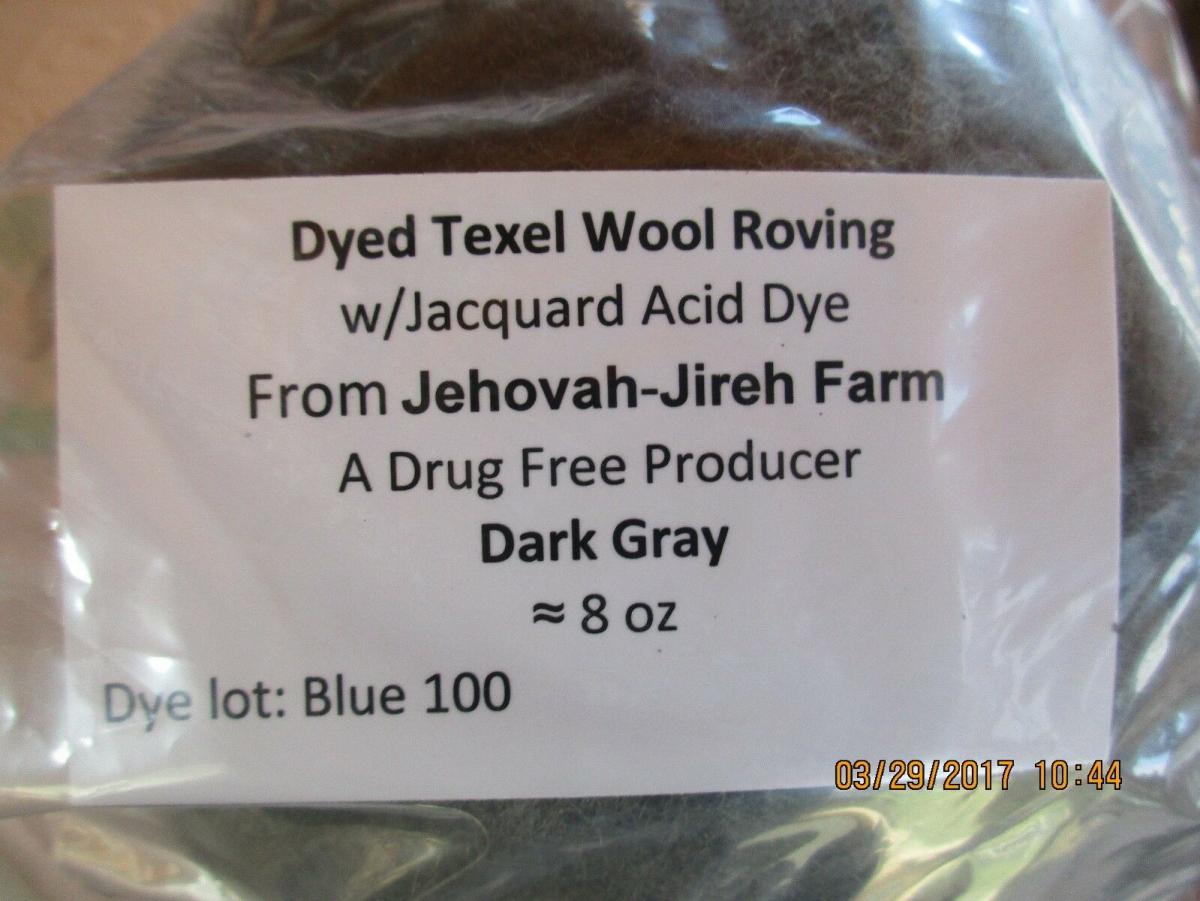 Dyed Texel Wool Roving
w/Jacquard Acid Dye
From Jehovah-Jireh Farm
A Drug Free Producer
Dark Gray
≈ 8 oz
Dye lot: Blue 100
03/29/2017 10:44